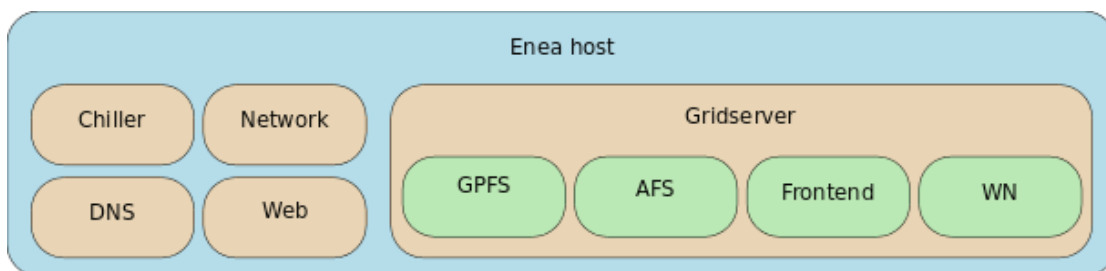 Enea host
Chiller
Network
DNS
Web
Gridserver
GPFS
AFS
Frontend
WN